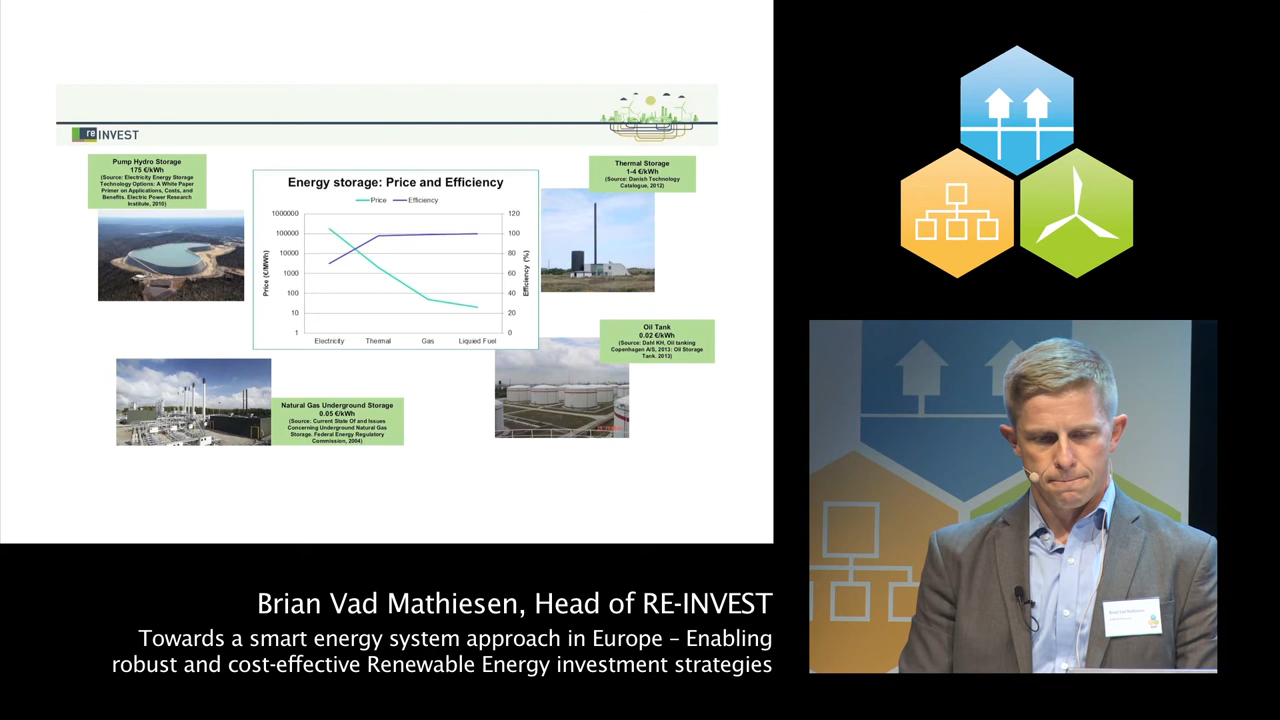 re INVEST
Pump Hydro Storage
175 €/kWh
(Source: Electricity Energy Storage
Technology Options: A White Paper
Primer on Applications, Costs, and
Benefits. Electric Power Research
Institute, 2010)
Energy storage: Price and Efficiency
Price
Efficiency
1000000
100000
10000
1000
100
10
1
Price (€/MWh)
120
100
80
60
40
20
0
Efficiency (%)
Electricity
Thermal
Gas
Liquied Fuel
Thermal Storage
1-4 €/kWh
(Source: Danish Technology
Catalogue, 2012)
Oil Tank
0.02 €/kWh
(Source: Dahl KH, Oil tanking
Copenhagen A/S, 2013: Oil Storage
Tank. 2013)
Natural Gas Underground Storage
0.05 €/kWh
(Source: Current State Of and Issues
Concerning Underground Natural Gas
Storage. Federal Energy Regulatory
Commission, 2004)
Brian Vad Mathiesen
Brian Vad Mathiesen, Head of RE-INVEST
Towards a smart energy system approach in Europe – Enabling
robust and cost-effective Renewable Energy investment strategies